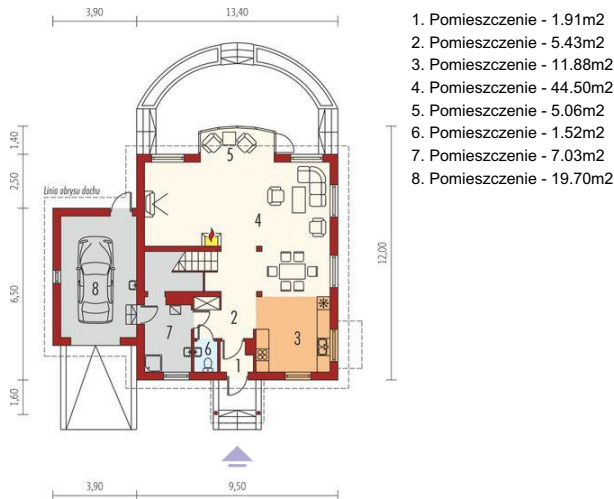 3,90 13,40
1. Pomieszczenie - 1.91m2
2. Pomieszczenie - 5.43m2
3. Pomieszczenie - 11.88m2
4. Pomieszczenie - 44.50m2
5. Pomieszczenie - 5.06m2
6. Pomieszczenie - 1.52m2
7. Pomieszczenie - 7.03m2
8. Pomieszczenie - 19.70m2
1,40
2,50
6,50
1,60
12,00
Linia obrysu dachu
5
4
8
2
7
6
3
1
3,90 9,50